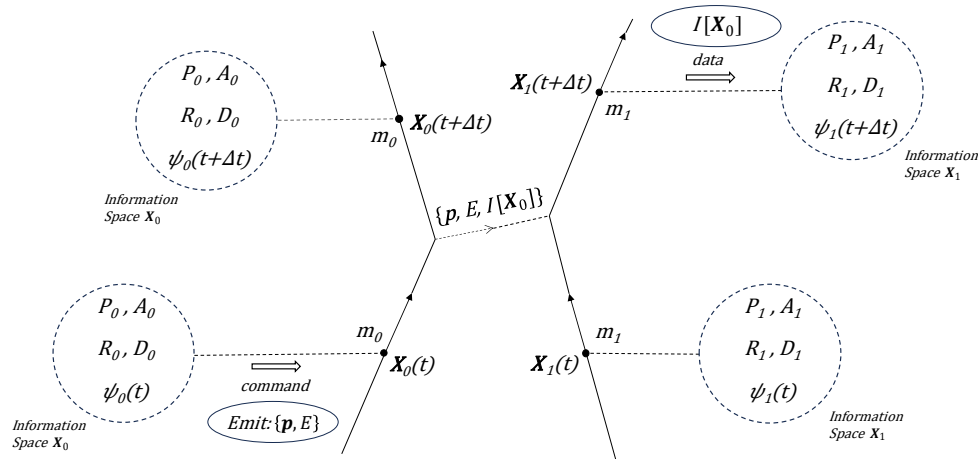 I[X₀]
data
P₀ , A₀
R₀ , D₀
ψ₀(t+Δt)
Information
Space X₀
m₀
X₀(t+Δt)
X₁(t+Δt)
m₁
P₁ , A₁
R₁ , D₁
ψ₁(t+Δt)
Information
Space X₁
{p, E, I[X₀]}
P₀ , A₀
R₀ , D₀
ψ₀(t)
Information
Space X₀
command
Emit:{p, E}
m₀
X₀(t)
X₁(t)
m₁
P₁ , A₁
R₁ , D₁
ψ₁(t)
Information
Space X₁